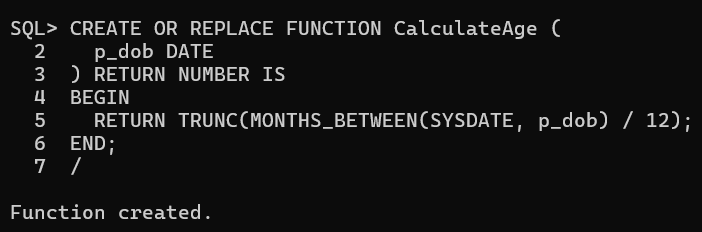 SQL> CREATE OR REPLACE FUNCTION CalculateAge (
  2    p_dob DATE
  3  ) RETURN NUMBER IS
  4  BEGIN
  5    RETURN TRUNC(MONTHS_BETWEEN(SYSDATE, p_dob) / 12);
  6  END;
  7  /
Function created.